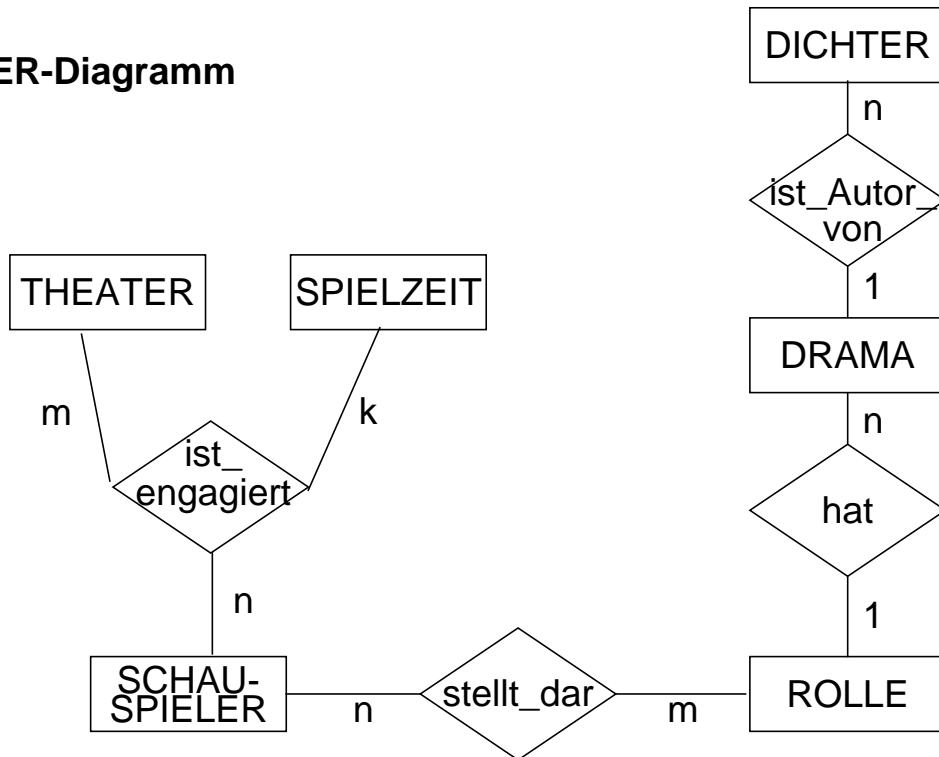 ER-Diagramm
DICHTER
n
ist_Autor_
von
1
THEATER
SPIELZEIT
DRAMA
m
k
n
ist_
engagiert
hat
n
1
SCHAU-
SPIELER
n
stellt_dar
m
ROLLE